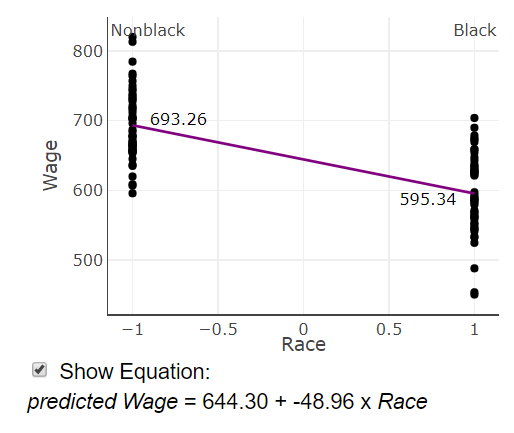 Nonblack Black
800
693.26
700
Wage
600
595.34
500
−1 −0.5 0 0.5 1
Race
Show Equation:
predicted Wage = 644.30 + -48.96 x Race